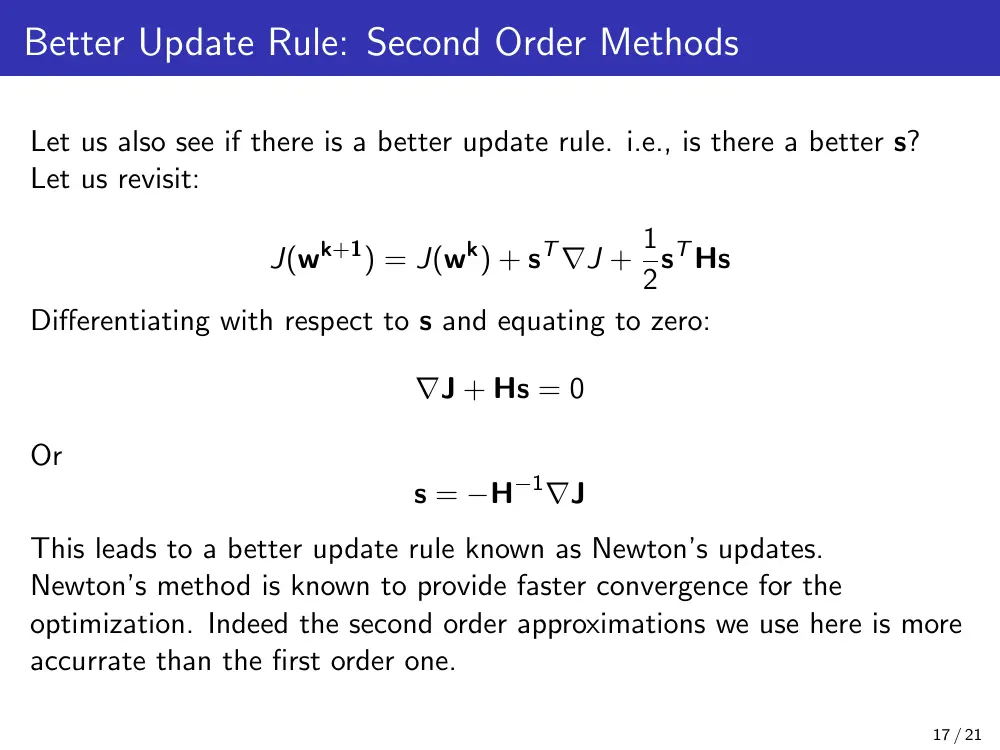 Better Update Rule: Second Order Methods
Let us also see if there is a better update rule. i.e., is there a better s?
Let us revisit:
J(w^{k+1}) = J(w^k) + s^T∇J + \frac{1}{2}s^T Hs
Differentiating with respect to s and equating to zero:
∇J + Hs = 0
Or
s = −H^{−1}∇J
This leads to a better update rule known as Newton's updates.
Newton's method is known to provide faster convergence for the
optimization. Indeed the second order approximations we use here is more
accurrate than the first order one.
17 / 21